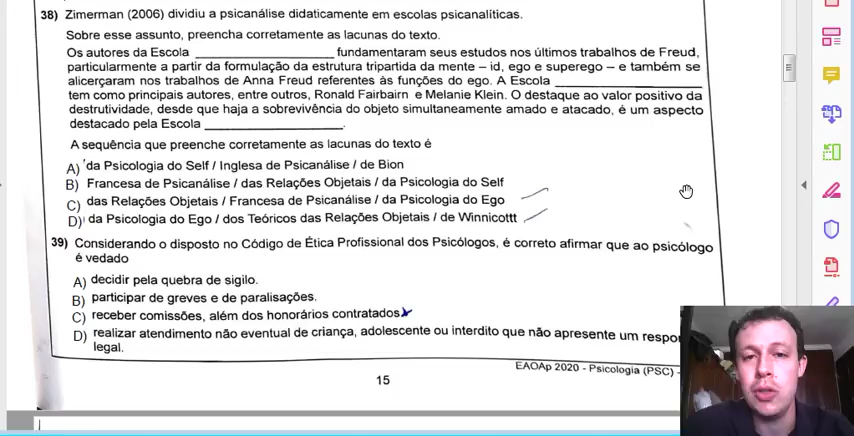 38) Zimerman (2006) dividiu a psicanálise didaticamente em escolas psicanalíticas.
Sobre esse assunto, preencha corretamente as lacunas do texto.
Os autores da Escola ____________________ fundamentaram seus estudos nos últimos trabalhos de Freud,
particularmente a partir da formulação da estrutura tripartida da mente – id, ego e superego – e também se
alicerçaram nos trabalhos de Anna Freud referentes às funções do ego. A Escola ____________________
tem como principais autores, entre outros, Ronald Fairbairn e Melanie Klein. O destaque ao valor positivo da
destrutividade, desde que haja a sobrevivência do objeto simultaneamente amado e atacado, é um aspecto
destacado pela Escola ____________________.
A sequência que preenche corretamente as lacunas do texto é
A) da Psicologia do Self / Inglesa de Psicanálise / de Bion
B) Francesa de Psicanálise / das Relações Objetais / da Psicologia do Self
C) das Relações Objetais / Francesa de Psicanálise / da Psicologia do Ego
D) da Psicologia do Ego / dos Teóricos das Relações Objetais / de Winnicottt
39) Considerando o disposto no Código de Ética Profissional dos Psicólogos, é correto afirmar que ao psicólogo
é vedado
A) decidir pela quebra de sigilo.
B) participar de greves e de paralisações.
C) receber comissões, além dos honorários contratados.
D) realizar atendimento não eventual de criança, adolescente ou interdito que não apresente um respo
legal.
EAOAp 2020 - Psicologia (PSC) -
15